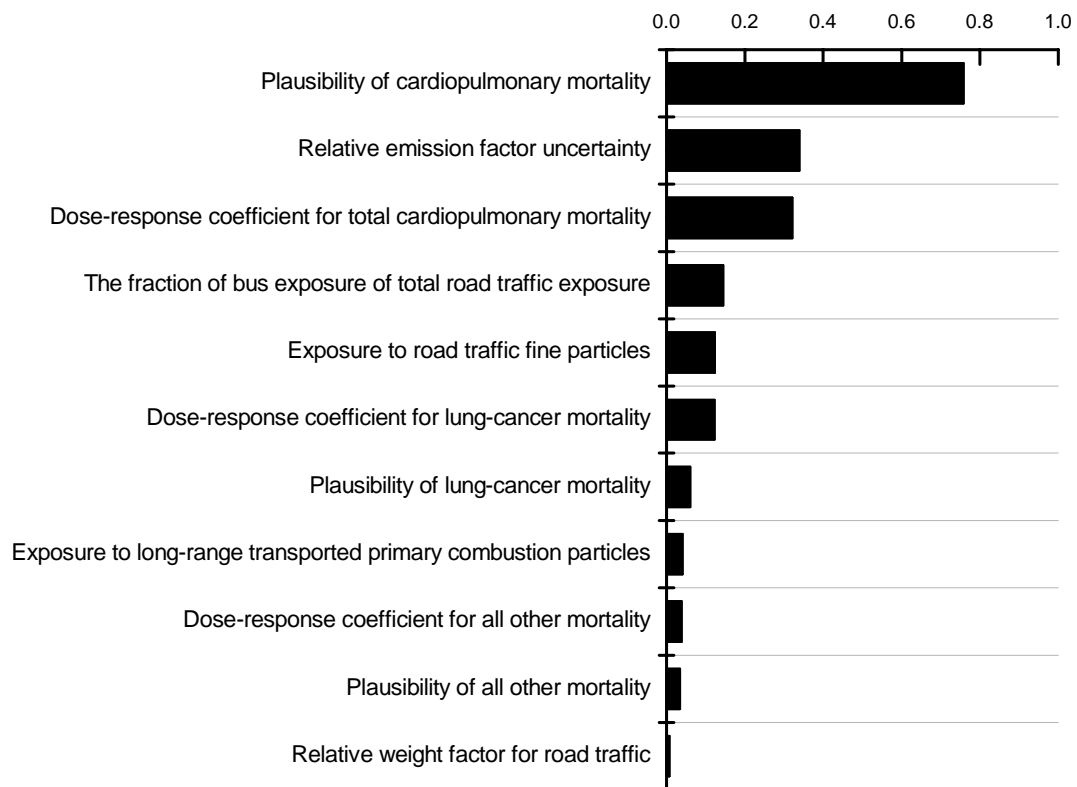 0.0 0.2 0.4 0.6 0.8 1.0
Plausibility of cardiopulmonary mortality
Relative emission factor uncertainty
Dose-response coefficient for total cardiopulmonary mortality
The fraction of bus exposure of total road traffic exposure
Exposure to road traffic fine particles
Dose-response coefficient for lung-cancer mortality
Plausibility of lung-cancer mortality
Exposure to long-range transported primary combustion particles
Dose-response coefficient for all other mortality
Plausibility of all other mortality
Relative weight factor for road traffic